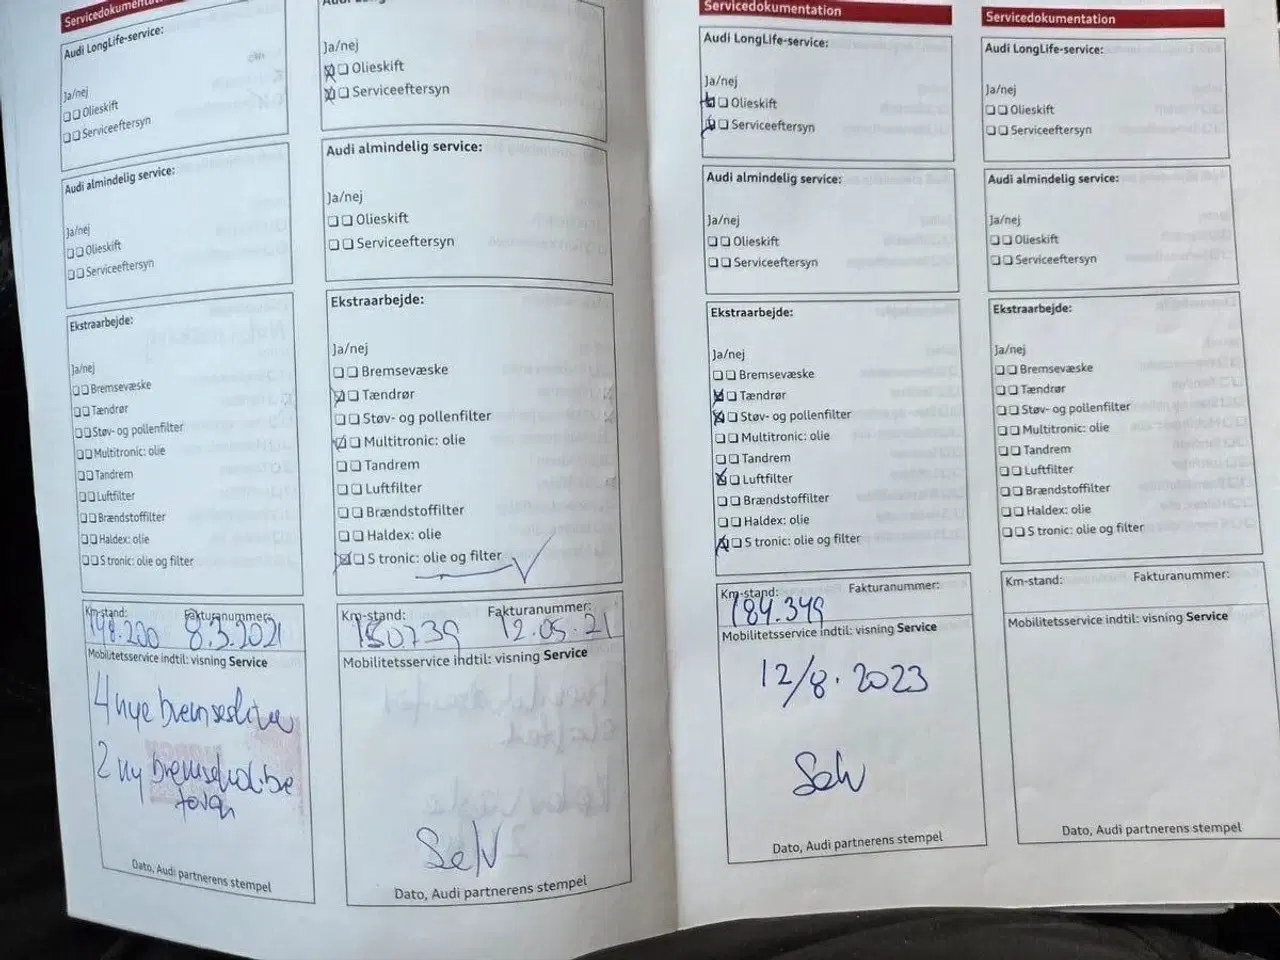 Servicedokumentation
Audi LongLife-service:
Ja/nej
Olieskift
Serviceeftersyn
Audi almindelig service:
Ja/nej
Olieskift
Serviceeftersyn
Ekstraarbejde:
Ja/nej
Bremsevæske
Tændrør
Støv- og pollenfilter
Multitronic: olie
Tandrem
Luftfilter
Brændstoffilter
Haldex: olie
S tronic: olie og filter
Km-stand: Fakturanummer:
148.200 8.3.2021
Mobilitetsservice indtil: visning Service
4 nye bremseslitte
2 ny bremseholdere
foran
Dato, Audi partnerens stempel
Ja/nej
Olieskift
Serviceeftersyn
Audi almindelig service:
Ja/nej
Olieskift
Serviceeftersyn
Ekstraarbejde:
Ja/nej
Bremsevæske
Tændrør
Støv- og pollenfilter
Multitronic: olie
Tandrem
Luftfilter
Brændstoffilter
Haldex: olie
S tronic: olie og filter
Km-stand: Fakturanummer:
150739 12.05.21
Mobilitetsservice indtil: visning Service
Selv
Dato, Audi partnerens stempel
Servicedokumentation
Audi LongLife-service:
Ja/nej
Olieskift
Serviceeftersyn
Audi almindelig service:
Ja/nej
Olieskift
Serviceeftersyn
Ekstraarbejde:
Ja/nej
Bremsevæske
Tændrør
Støv- og pollenfilter
Multitronic: olie
Tandrem
Luftfilter
Brændstoffilter
Haldex: olie
S tronic: olie og filter
Km-stand: Fakturanummer:
184.349
Mobilitetsservice indtil: visning Service
12/8.2023
Selv
Dato, Audi partnerens stempel
Servicedokumentation
Audi LongLife-service:
Ja/nej
Olieskift
Serviceeftersyn
Audi almindelig service:
Ja/nej
Olieskift
Serviceeftersyn
Ekstraarbejde:
Ja/nej
Bremsevæske
Tændrør
Støv- og pollenfilter
Multitronic: olie
Tandrem
Luftfilter
Brændstoffilter
Haldex: olie
S tronic: olie og filter
Km-stand: Fakturanummer:
Mobilitetsservice indtil: visning Service
Dato, Audi partnerens stempel